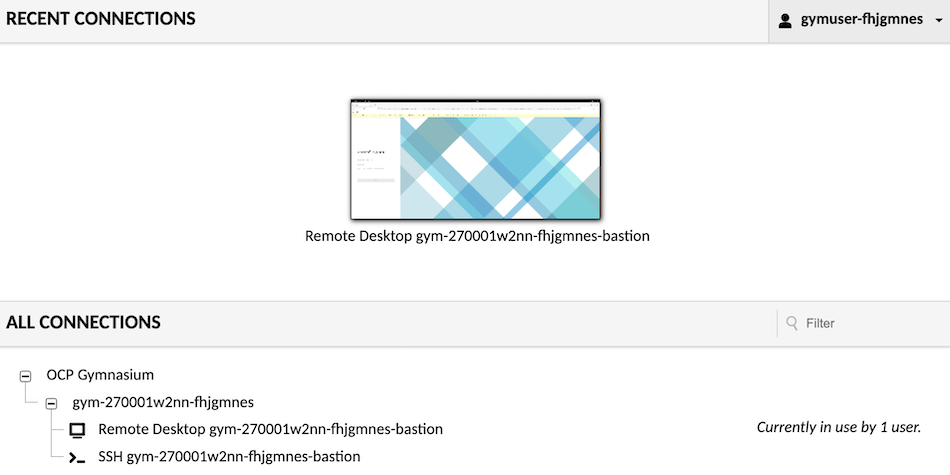 RECENT CONNECTIONS
gymuser-fhjgmnes
Remote Desktop gym-270001w2nn-fhjgmnes-bastion
ALL CONNECTIONS
Filter
OCP Gymnasium
gym-270001w2nn-fhjgmnes
Remote Desktop gym-270001w2nn-fhjgmnes-bastion
Currently in use by 1 user.
SSH gym-270001w2nn-fhjgmnes-bastion